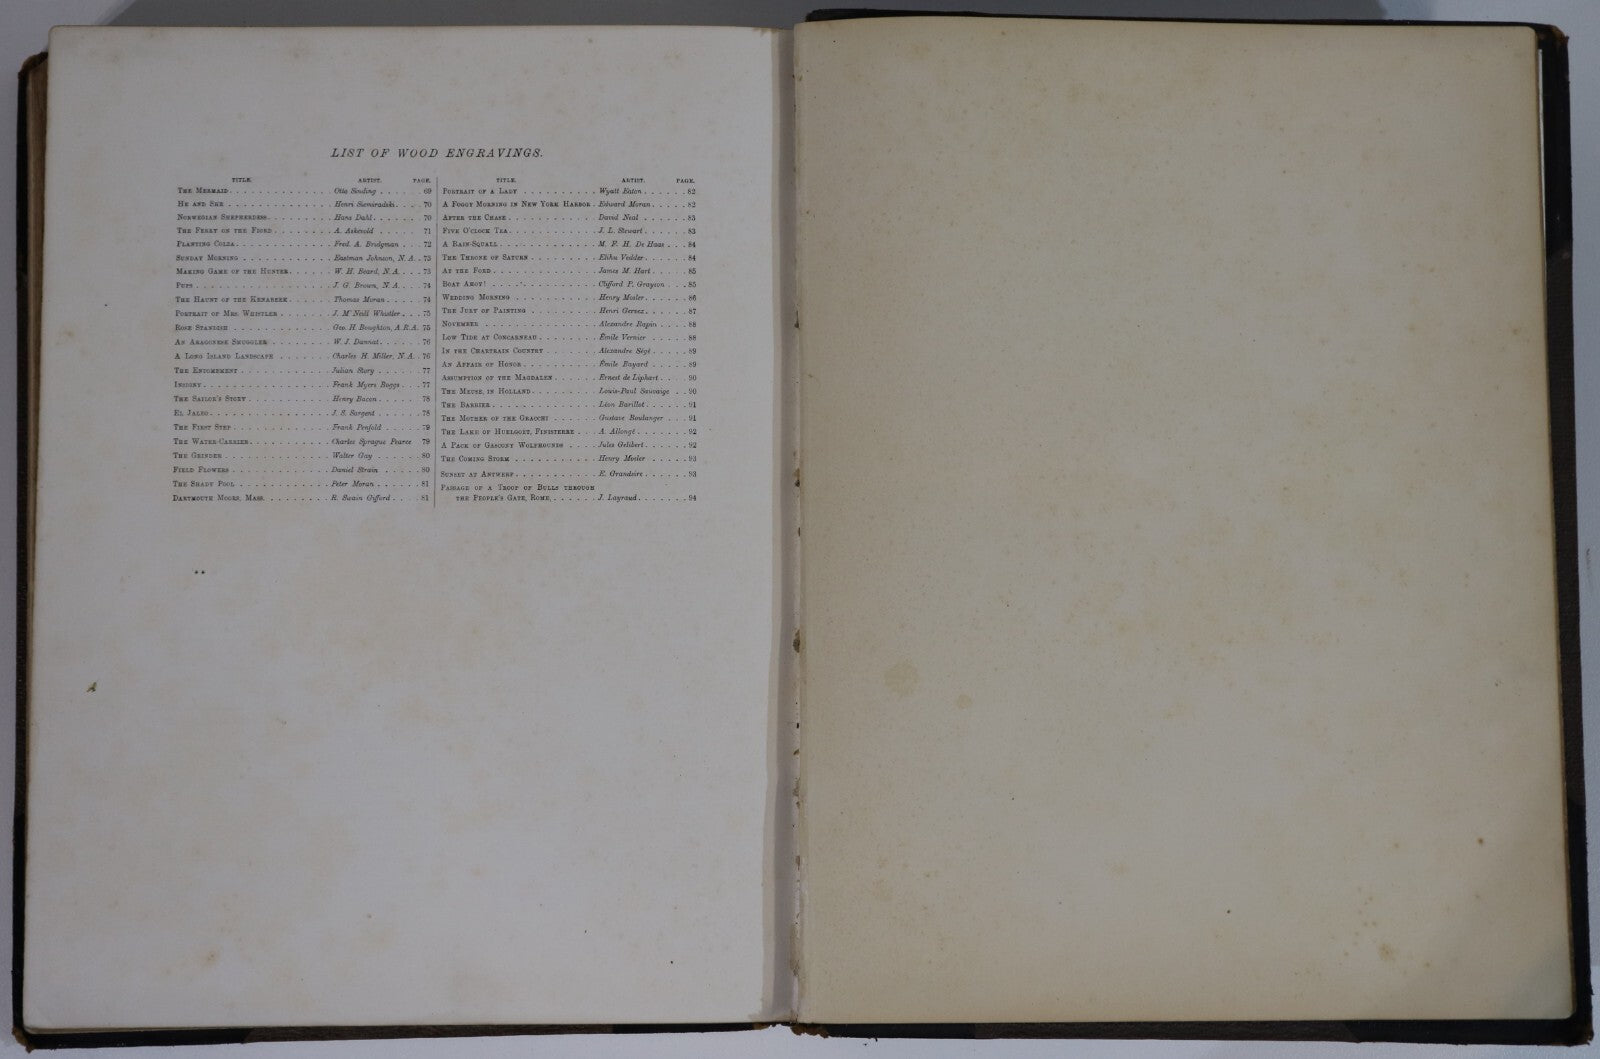 LIST OF WOOD ENGRAVINGS.
TITLE. ARTIST. PAGE.
THE MERMAID . . . . . . . . . . . . . Otto Sinding . . . . . . 69
HE AND SHE . . . . . . . . . . . . . Henri Siemiradski . . . . 70
NORWEGIAN SHEPHERDESS . . . . . . . . . Hans Dahl . . . . . . . 70
THE FERRY ON THE FIORD . . . . . . . . A. Askevold . . . . . . 71
PLANTING COLZA . . . . . . . . . . . . Fred. A. Bridgman . . . 72
SUNDAY MORNING . . . . . . . . . . . . Eastman Johnson, N.A. . . 73
MAKING GAME OF THE HUNTER . . . . . . W. H. Beard, N.A. . . . 73
PUPS . . . . . . . . . . . . . . . . J. G. Brown, N.A. . . . 74
THE HAUNT OF THE KENABEEK . . . . . . Thomas Moran . . . . . 74
PORTRAIT OF MRS. WHISTLER . . . . . . . J. M'Neill Whistler . . . 75
ROSE STANDISH . . . . . . . . . . . . Geo. H. Boughton, A.R.A. 75
AN ARAGONESE SMUGGLER . . . . . . . . W. J. Dannat . . . . . . 76
A LONG ISLAND LANDSCAPE . . . . . . . Charles H. Miller, N.A. . 76
THE ENTOMBMENT . . . . . . . . . . . Julian Story . . . . . . 77
INSIGNY . . . . . . . . . . . . . . . Frank Myers Boggs . . . 77
THE SAILOR'S STORY . . . . . . . . . . Henry Bacon . . . . . . 78
EL JALEO . . . . . . . . . . . . . . J. S. Sargent . . . . . . 78
THE FIRST STEP . . . . . . . . . . . . Frank Penfold . . . . . 79
THE WATER-CARRIER . . . . . . . . . . Charles Sprague Pearce 79
THE GRINDER . . . . . . . . . . . . . Walter Gay . . . . . . 80
FIELD FLOWERS . . . . . . . . . . . . Daniel Strain . . . . . 80
THE SHADY POOL . . . . . . . . . . . Peter Moran . . . . . . 81
DARTMOUTH MOORS, MASS. . . . . . . . . R. Swain Gifford . . . . 81
TITLE. ARTIST. PAGE.
PORTRAIT OF A LADY . . . . . . . . . . Wyatt Eaton . . . . . . 82
A FOGGY MORNING IN NEW YORK HARBOR . Edward Moran . . . . . 82
AFTER THE CHASE . . . . . . . . . . . David Neal . . . . . . 83
FIVE O'CLOCK TEA . . . . . . . . . . . J. L. Stewart . . . . . . 83
A RAIN-SQUALL . . . . . . . . . . . . M. F. H. De Haas . . . 84
THE THRONE OF SATURN . . . . . . . . . Elihu Vedder . . . . . . 84
AT THE FORD . . . . . . . . . . . . . James M. Hart . . . . . 85
BOAT AHOY! . . . . . . . . . . . . . Clifford P. Grayson . . . 85
WEDDING MORNING . . . . . . . . . . . Henry Mosler . . . . . . 86
THE JURY OF PAINTING . . . . . . . . . Henri Gervex . . . . . . 87
NOVEMBER . . . . . . . . . . . . . . Alexandre Rapin . . . . 88
LOW TIDE AT CONCARNEAU . . . . . . . . Émile Vernier . . . . . 88
IN THE CHARTRAIN COUNTRY . . . . . . . Alexandre Ségé . . . . . 89
AN AFFAIR OF HONOR . . . . . . . . . . Émile Bayard . . . . . 89
ASSUMPTION OF THE MAGDALEN . . . . . . Ernest de Liphart . . . . 90
THE MEUSE, IN HOLLAND . . . . . . . . . Louis-Paul Sauvaige . . 90
THE BARRIER . . . . . . . . . . . . . Léon Barillot . . . . . . 91
THE MOTHER OF THE GRACCHI . . . . . . Gustave Boulanger . . . 91
THE LAKE OF HUELGOET, FINISTERRE . . . A. Allongé . . . . . . . 92
A PACK OF GASCONY WOLFHOUNDS . . . . Jules Gélibert . . . . . . 92
THE COMING STORM . . . . . . . . . . . Henry Mosler . . . . . . 93
SUNSET AT ANTWERP . . . . . . . . . . E. Grandsire . . . . . . 93
PASSAGE OF A TROOP OF BULLS THROUGH
THE PEOPLE'S GATE, ROME . . . . . . J. Layraud . . . . . . . 94